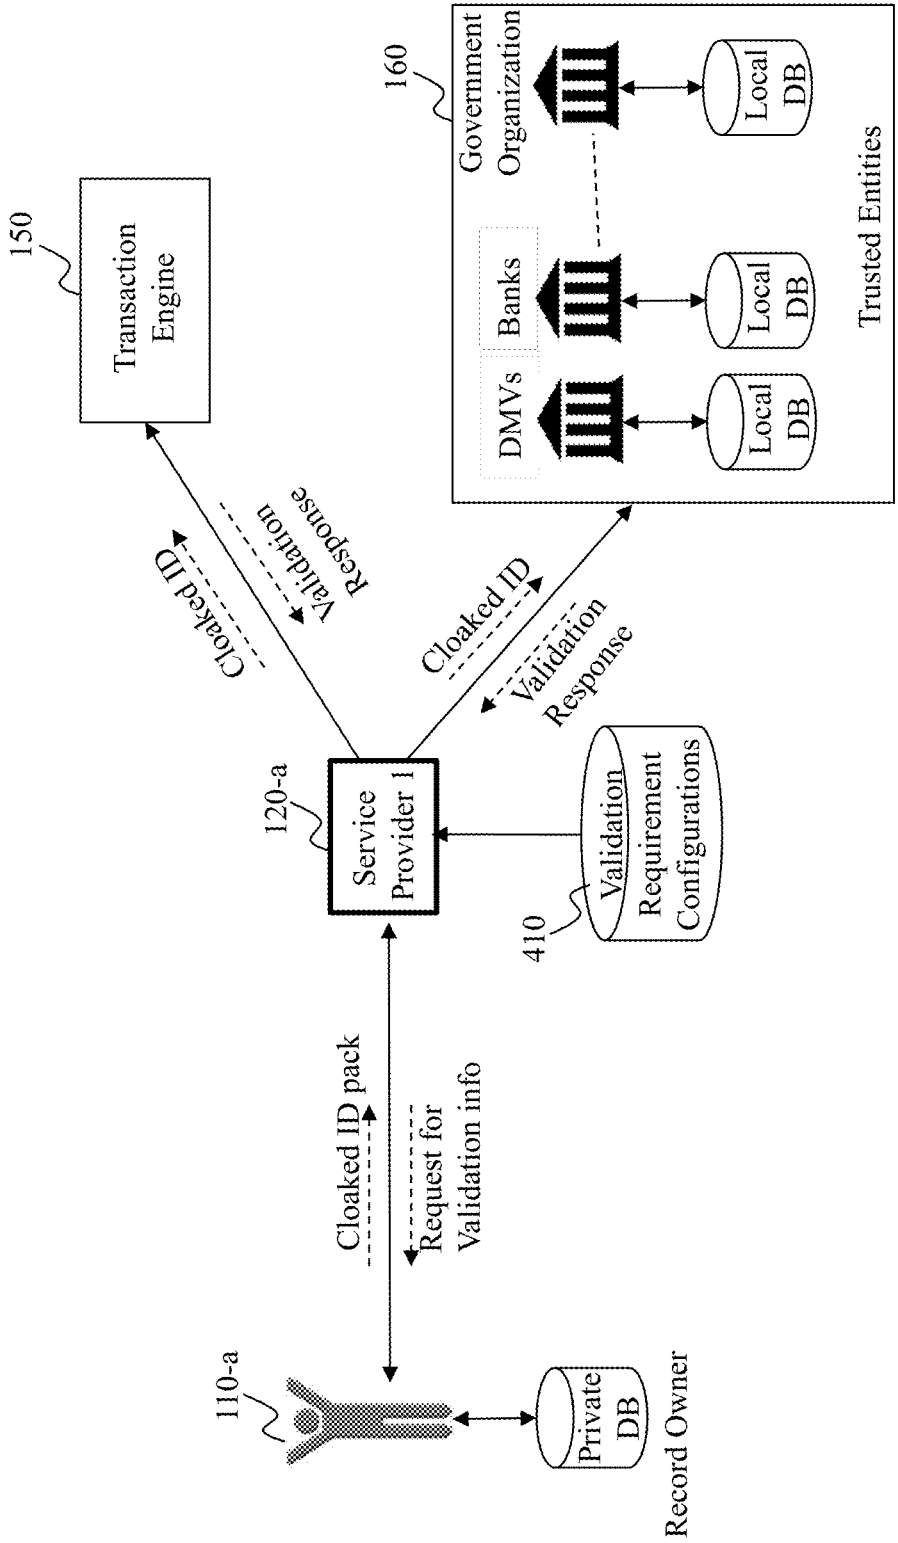 110-a
Private
DB
Record Owner
Cloaked ID pack
Request for
Validation info
120-a
Service
Provider 1
410
Validation
Requirement
Configurations
Cloaked ID
Validation
Response
150
Transaction
Engine
Cloaked ID
Validation
Response
160
DMVs
Banks
Government
Organization
Local
DB
Local
DB
Local
DB
Trusted Entities